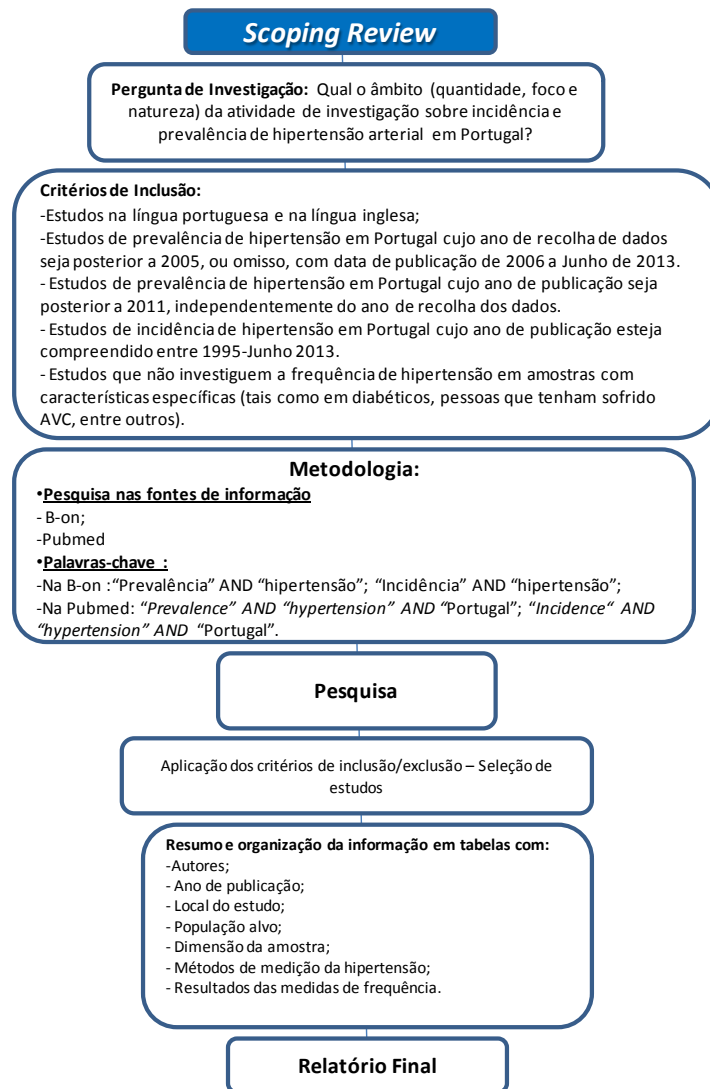 Scoping Review
Pergunta de Investigação: Qual o âmbito (quantidade, foco e
natureza) da atividade de investigação sobre incidência e
prevalência de hipertensão arterial em Portugal?
Critérios de Inclusão:
-Estudos na língua portuguesa e na língua inglesa;
-Estudos de prevalência de hipertensão em Portugal cujo ano de recolha de dados
seja posterior a 2005, ou omisso, com data de publicação de 2006 a Junho de 2013.
- Estudos de prevalência de hipertensão em Portugal cujo ano de publicação seja
posterior a 2011, independentemente do ano de recolha dos dados.
- Estudos de incidência de hipertensão em Portugal cujo ano de publicação esteja
compreendido entre 1995-Junho 2013.
- Estudos que não investiguem a frequência de hipertensão em amostras com
características específicas (tais como em diabéticos, pessoas que tenham sofrido
AVC, entre outros).
Metodologia:
•Pesquisa nas fontes de informação
- B-on;
-Pubmed
•Palavras-chave :
-Na B-on :“Prevalência” AND “hipertensão”; “Incidência” AND “hipertensão”;
-Na Pubmed: “Prevalence” AND “hypertension” AND “Portugal”; “Incidence“ AND
“hypertension” AND “Portugal”.
Pesquisa
Aplicação dos critérios de inclusão/exclusão – Seleção de
estudos
Resumo e organização da informação em tabelas com:
-Autores;
- Ano de publicação;
- Local do estudo;
- População alvo;
- Dimensão da amostra;
- Métodos de medição da hipertensão;
- Resultados das medidas de frequência.
Relatório Final